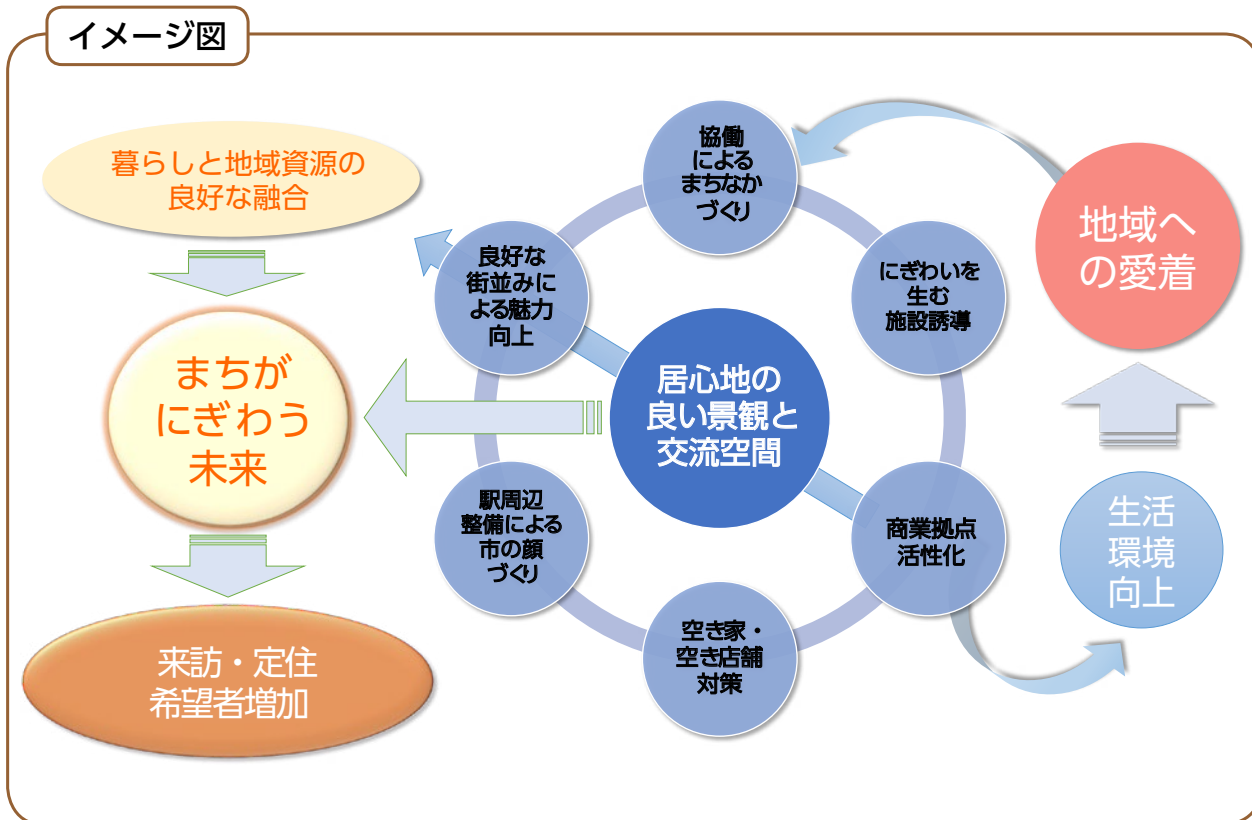 イメージ図
暮らしと地域資源の
良好な融合
まちが
にぎわう
未来
来訪・定住
希望者増加
協働
による
まちなか
づくり
良好な
街並みに
よる魅力
向上
にぎわいを
生む
施設誘導
居心地の
良い景観と
交流空間
駅周辺
整備による
市の顔
づくり
商業拠点
活性化
空き家・
空き店舗
対策
地域へ
の愛着
生活
環境
向上